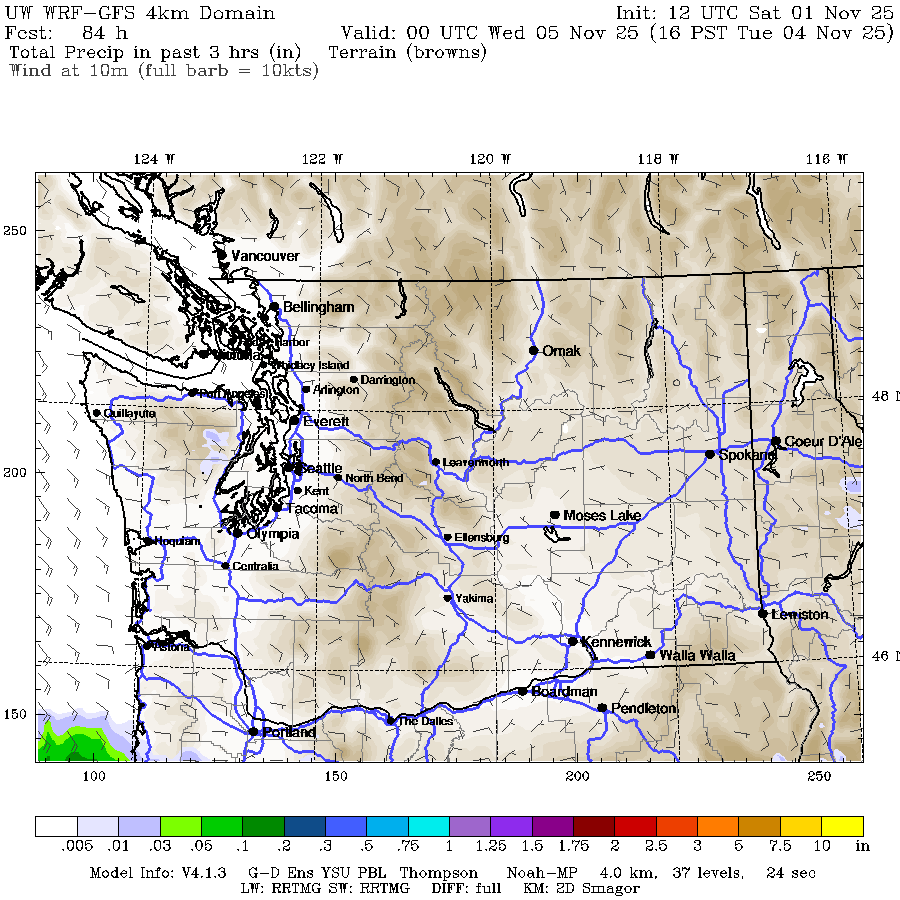 UW WRF-GFS 4km Domain Init: 12 UTC Sat 01 Nov 25
Fcst: 84 h Valid: 00 UTC Wed 05 Nov 25 (16 PST Tue 04 Nov 25)
Total Precip in past 3 hrs (in) Terrain (browns)
Wind at 10m (full barb = 10kts)
124 W 122 W 120 W 118 W 116 W
250
Vancouver
Bellingham
Harbor
Omak
Victoria
Whidbey Island
Darrington
Arlington
Port Angeles
48 N
Quillayute
Everett
Coeur D'Ale
Spokane
Leavenworth
200
Seattle
North Bend
Kent
Tacoma
Moses Lake
Olympia
Hoquiam
Ellensburg
Centralia
Yakima
Lewiston
Kennewick
Astoria
Walla Walla
46 N
Boardman
Pendleton
150
The Dalles
Portland
100 150 200 250
.005 .01 .03 .05 .1 .2 .3 .5 .75 1 1.25 1.5 1.75 2 2.5 3 5 7.5 10 in
Model Info: V4.1.3 G-D Ens YSU PBL Thompson Noah-MP 4.0 km, 37 levels, 24 sec
LW: RRTMG SW: RRTMG DIFF: full KM: 2D Smagor